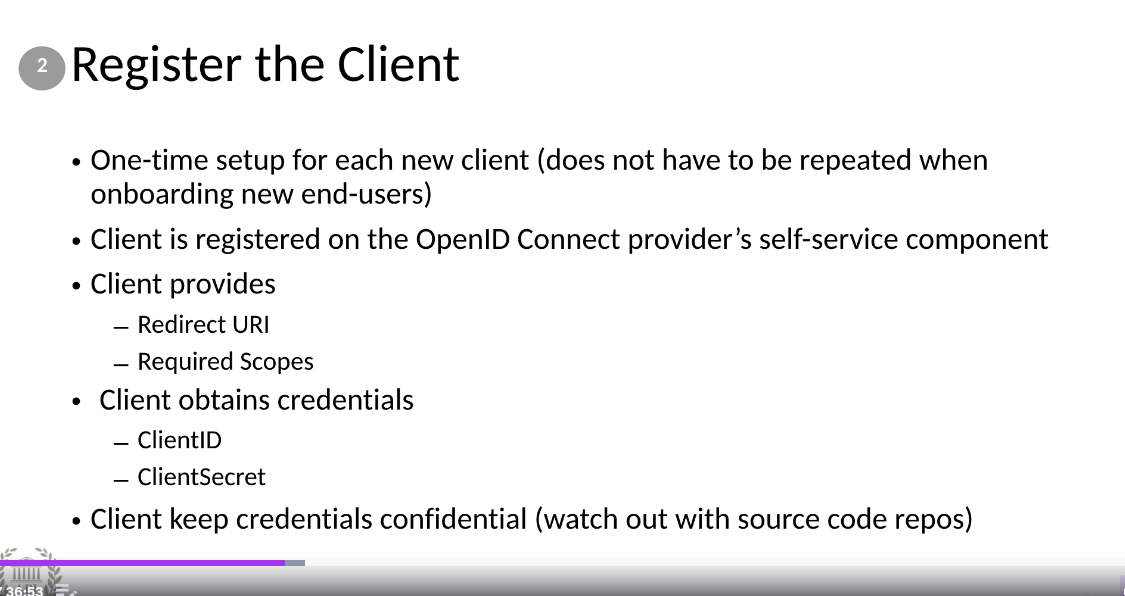 2 Register the Client
• One-time setup for each new client (does not have to be repeated when
onboarding new end-users)
• Client is registered on the OpenID Connect provider’s self-service component
• Client provides
– Redirect URI
– Required Scopes
• Client obtains credentials
– ClientID
– ClientSecret
• Client keep credentials confidential (watch out with source code repos)
/ 36:53